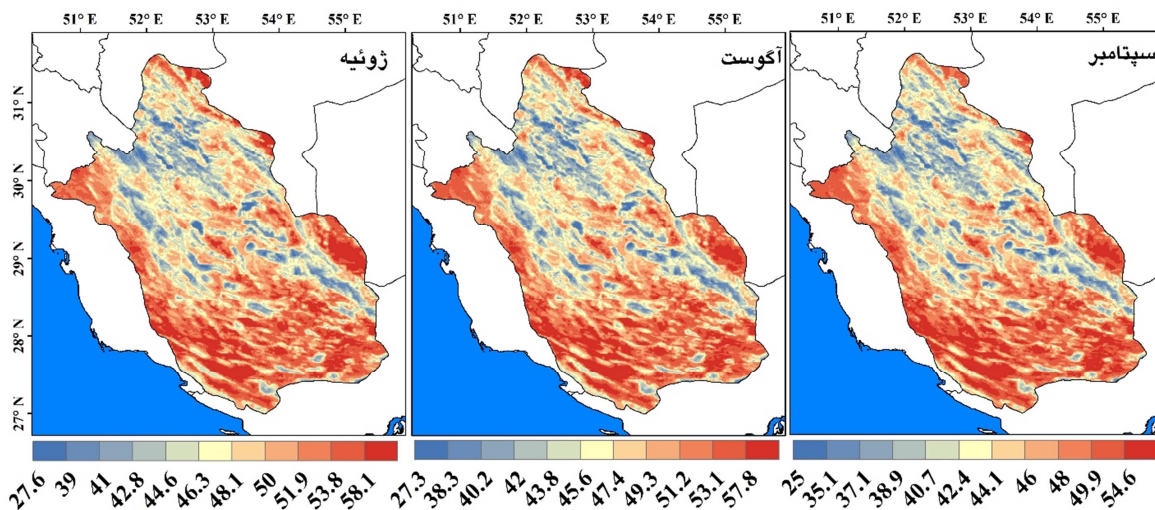 51° E 52° E 53° E 54° E 55° E
51° E 52° E 53° E 54° E 55° E
51° E 52° E 53° E 54° E 55° E
ژوئیه
آگوست
سپتامبر
31° N
30° N
29° N
28° N
27° N
27.6 39 41 42.8 44.6 46.3 48.1 50 51.9 53.8 58.1
27.3 38.3 40.2 42 43.8 45.6 47.4 49.3 51.2 53.1 57.8
25 35.1 37.1 38.9 40.7 42.4 44.1 46 48 49.9 54.6